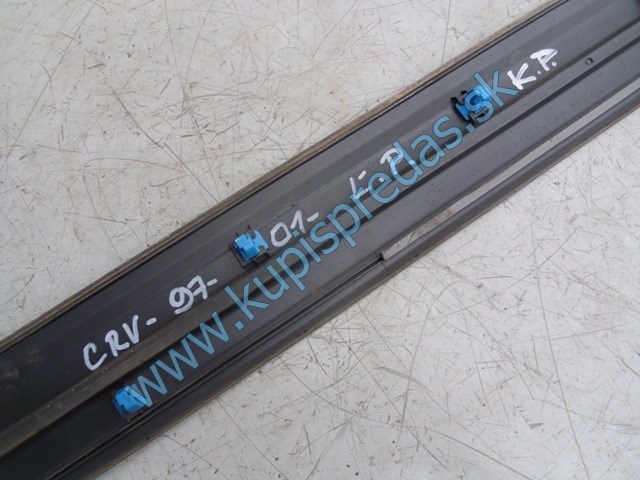 CRV- 97- 01- Ľ.P. K.P.
www.kupispredas.sk